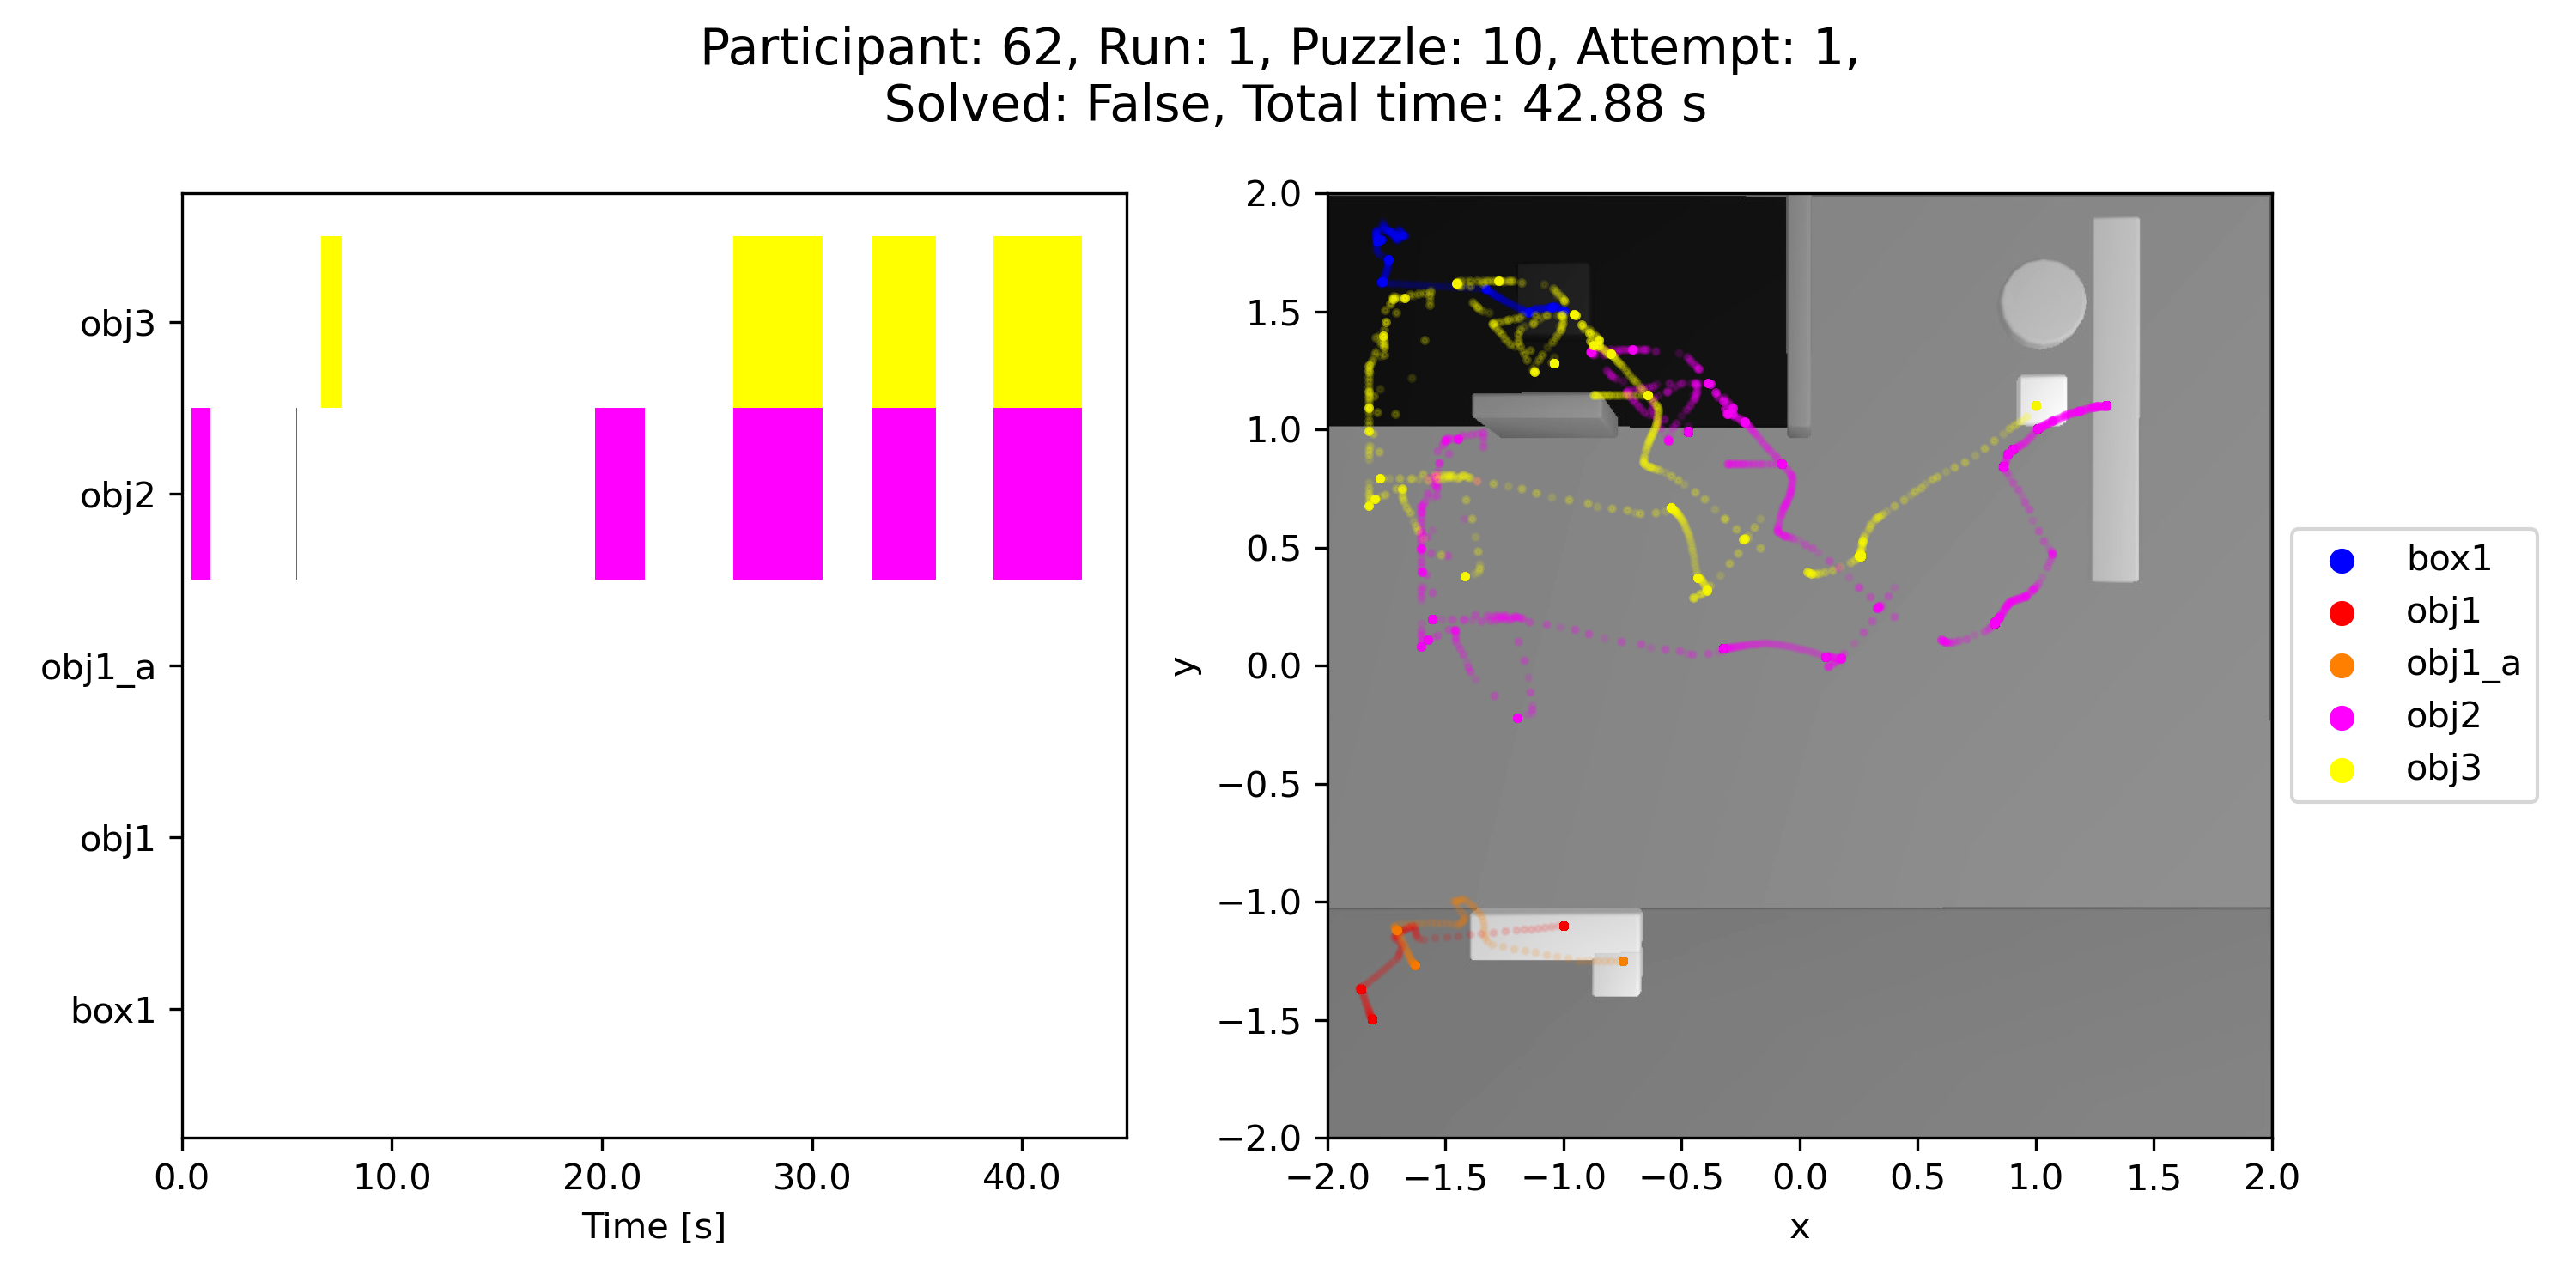 Participant: 62, Run: 1, Puzzle: 10, Attempt: 1,
Solved: False, Total time: 42.88 s
obj3
obj2
obj1_a
obj1
box1
0.0 10.0 20.0 30.0 40.0
Time [s]
2.0
1.5
1.0
0.5
0.0
−0.5
−1.0
−1.5
−2.0
y
−2.0 −1.5 −1.0 −0.5 0.0 0.5 1.0 1.5 2.0
x
box1
obj1
obj1_a
obj2
obj3